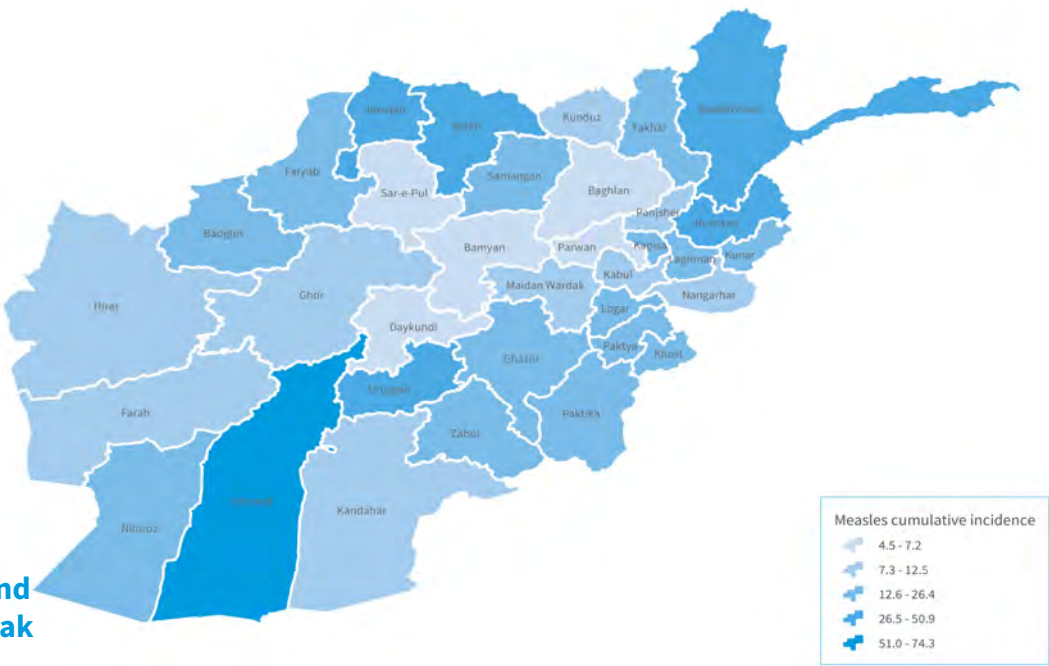 Jawzjan
Balkh
Kunduz
Takhar
Badakhshan
Faryab
Sar-e-Pul
Samangan
Baghlan
Badghis
Panjsher
Nuristan
Bamyan
Parwan
Kapisa
Laghman
Kunar
Kabul
Maidan Wardak
Nangarhar
Hirat
Ghor
Logar
Daykundi
Paktya
Khost
Ghazni
Uruzgan
Farah
Paktika
Zabul
Hilmand
Kandahar
Nimroz
nd
ak
Measles cumulative incidence
4.5 - 7.2
7.3 - 12.5
12.6 - 26.4
26.5 - 50.9
51.0 - 74.3